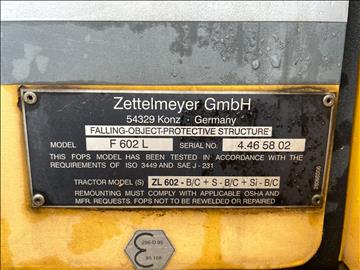 Zettelmeyer GmbH
54329 Konz · Germany
FALLING-OBJECT-PROTECTIVE STRUCTURE
MODEL F 602 L SERIAL NO. 4.46 58 02
THIS FOPS MODEL HAS BEEN TESTED IN ACCORDANCE WITH THE
REQUIREMENTS OF ISO 3449 AND SAE J - 231
TRACTOR MODEL (S) ZL 602 - B/C + S - B/C + Si - B/C
REMOUNTING MUST COMPLY WITH APPLICABLE OSHA AND
MFR. REQUESTS. FOPS NOT TO BE REWELDED OR REPAIRED